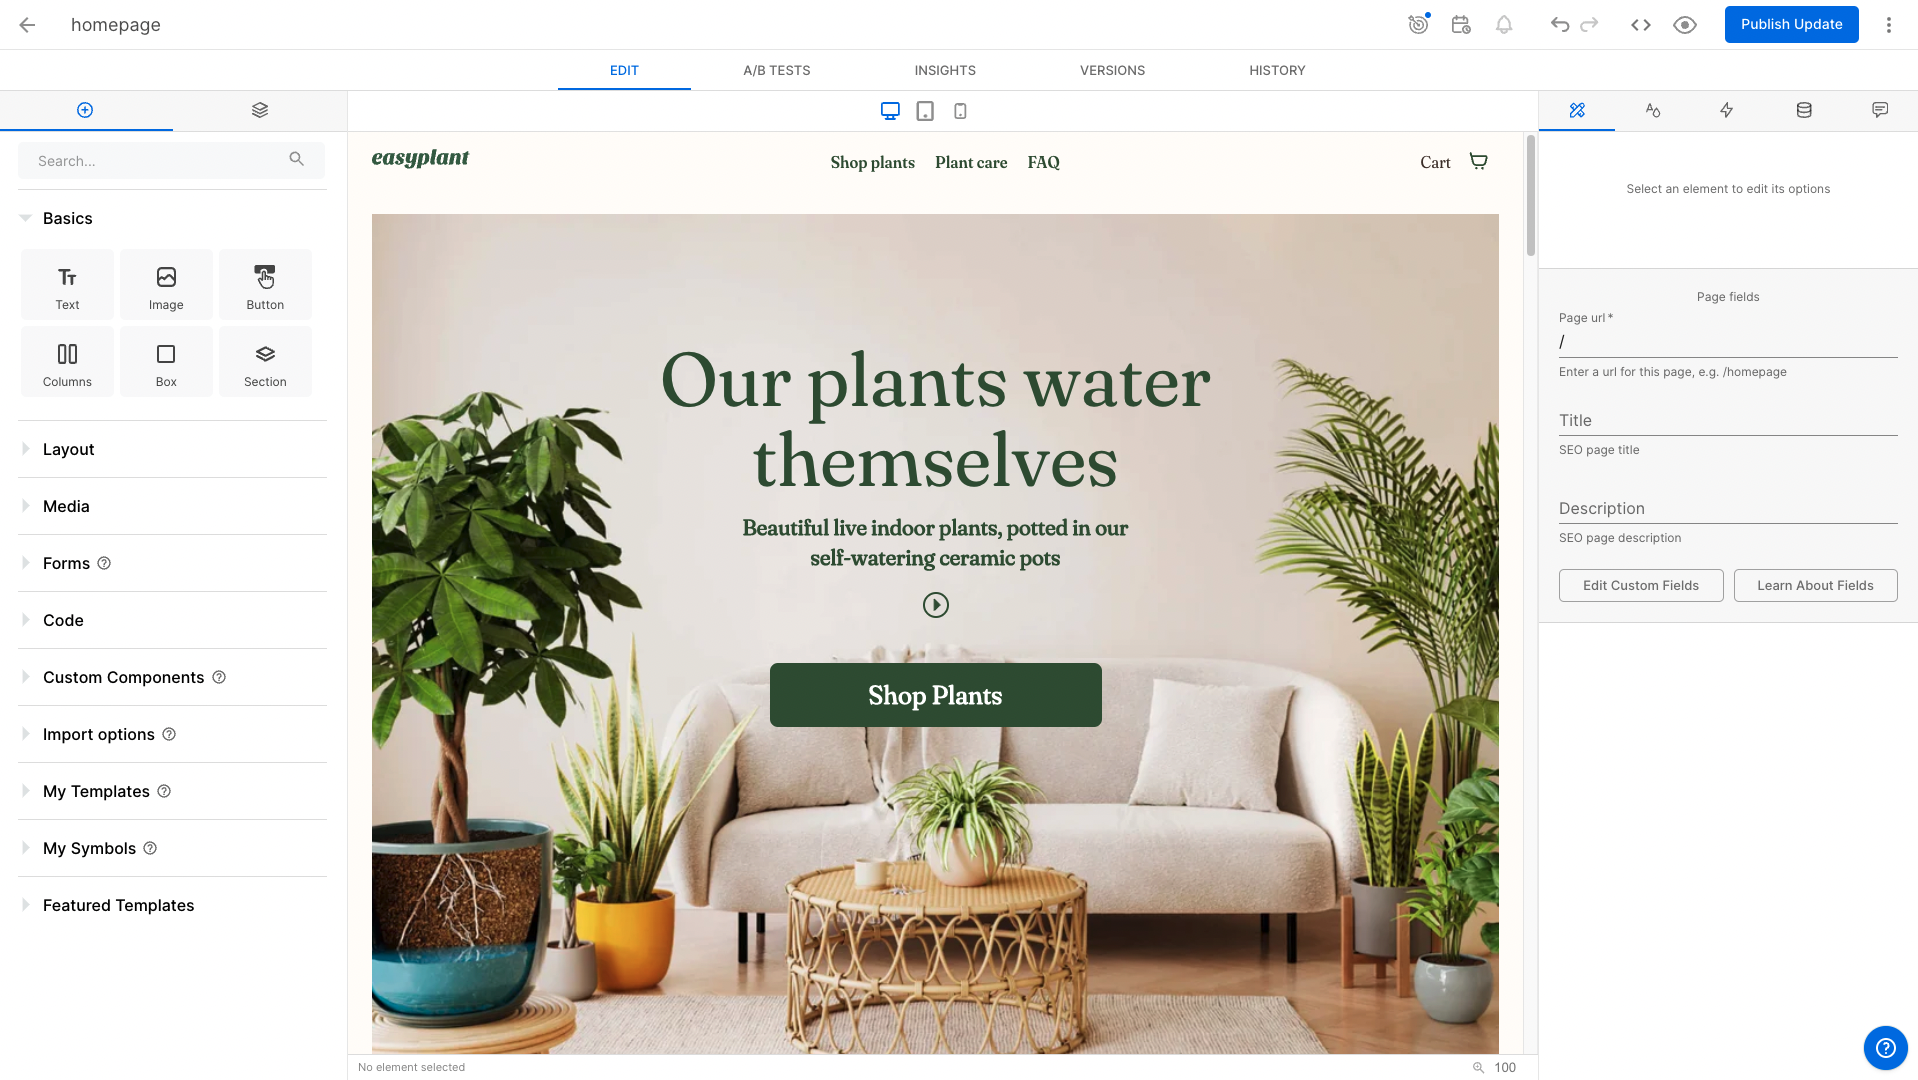 homepage
Publish Update
EDIT
A/B TESTS
INSIGHTS
VERSIONS
HISTORY
Search...
Basics
Text
Image
Button
Columns
Box
Section
Layout
Media
Forms
Code
Custom Components
Import options
My Templates
My Symbols
Featured Templates
easyplant
Shop plants
Plant care
FAQ
Cart
Our plants water
themselves
Beautiful live indoor plants, potted in our
self-watering ceramic pots
Shop Plants
No element selected
100
Select an element to edit its options
Page fields
Page url *
/
Enter a url for this page, e.g. /homepage
Title
SEO page title
Description
SEO page description
Edit Custom Fields
Learn About Fields